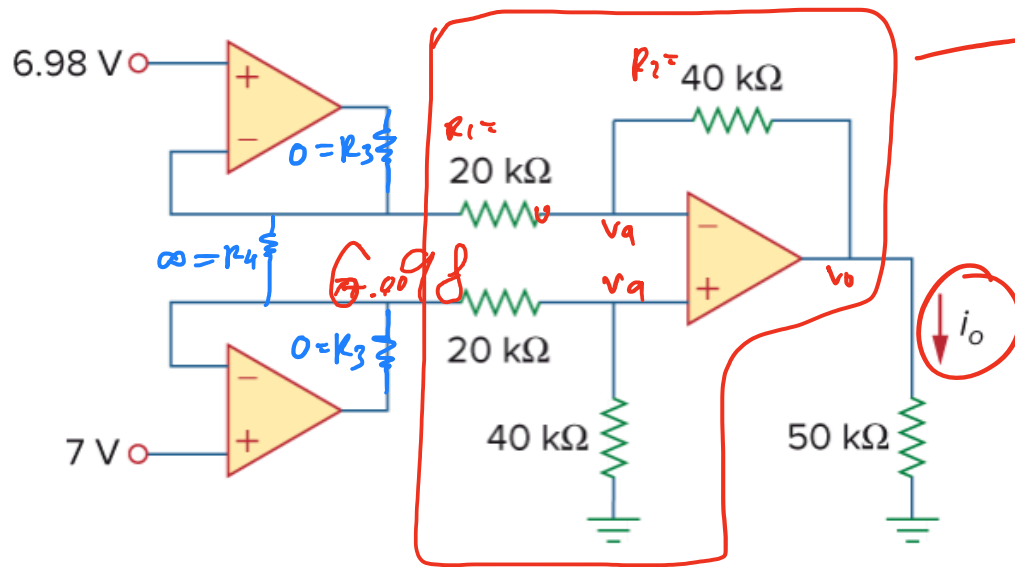 6.98 V
+
−
0 = R3
R1=
20 kΩ
R2=
40 kΩ
∞ = R4
va
va
−
+
vo
20 kΩ
0 = R3
−
+
7 V
40 kΩ
50 kΩ
io